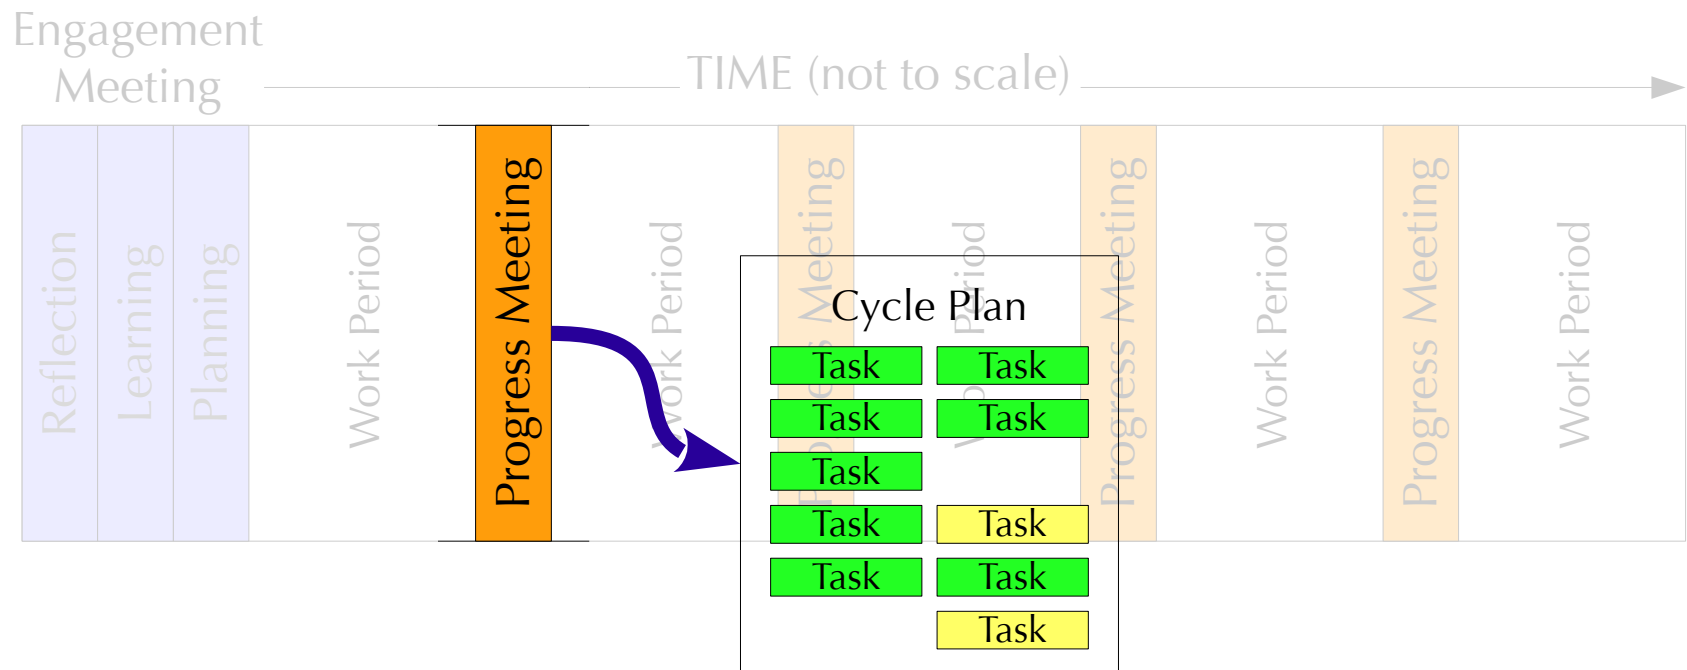 Engagement
Meeting
TIME (not to scale)
Reflection
Learning
Planning
Work Period
Progress Meeting
Work Period
Progress Meeting
Work Period
Progress Meeting
Work Period
Progress Meeting
Work Period
Cycle Plan
Task Task
Task Task
Task
Task Task
Task Task
Task